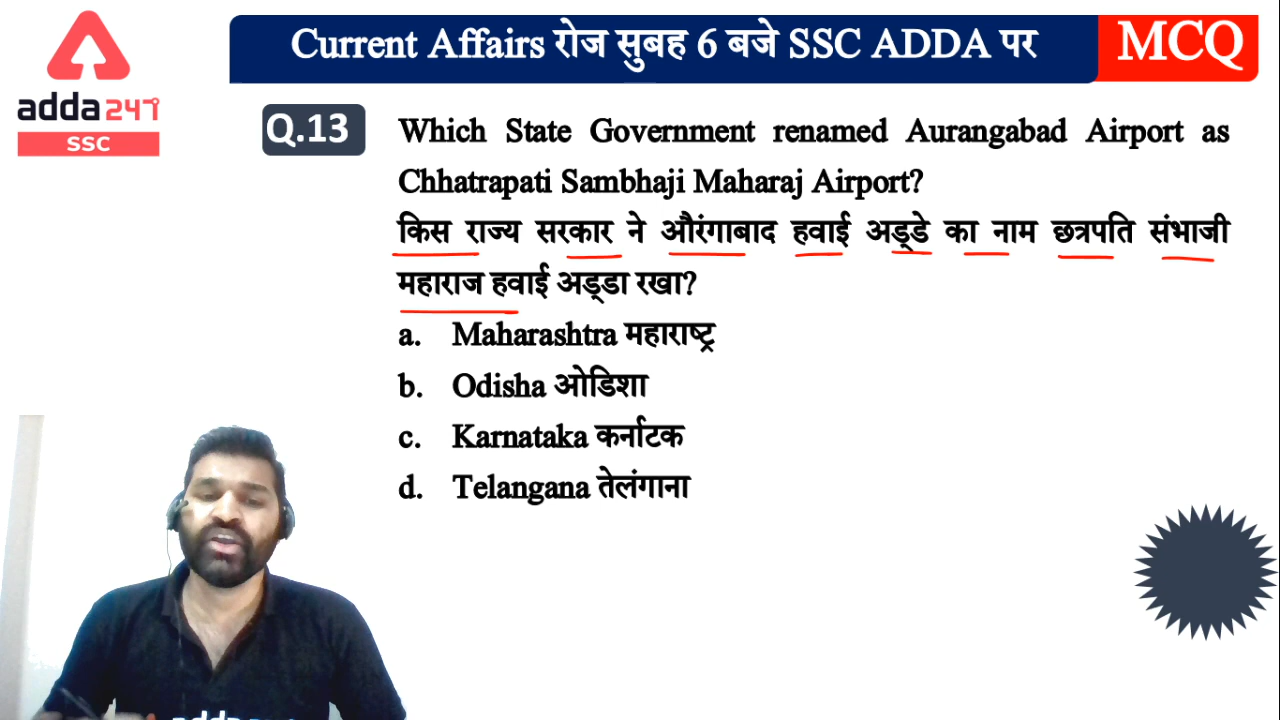 Current Affairs रोज सुबह 6 बजे SSC ADDA पर
MCQ
adda 247
SSC
Q.13
Which State Government renamed Aurangabad Airport as
Chhatrapati Sambhaji Maharaj Airport?
किस राज्य सरकार ने औरंगाबाद हवाई अड्डे का नाम छत्रपति संभाजी
महाराज हवाई अड्डा रखा?
a. Maharashtra महाराष्ट्र
b. Odisha ओडिशा
c. Karnataka कर्नाटक
d. Telangana तेलंगाना